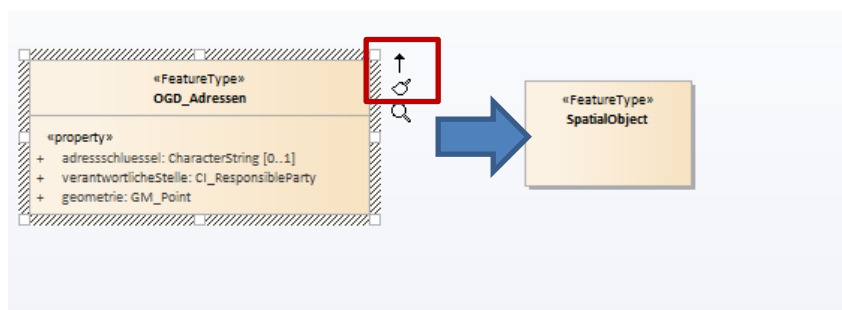 «FeatureType»
OGD_Adressen
«property»
+ adressschluessel: CharacterString [0..1]
+ verantwortlicheStelle: CI_ResponsibleParty
+ geometrie: GM_Point
«FeatureType»
SpatialObject